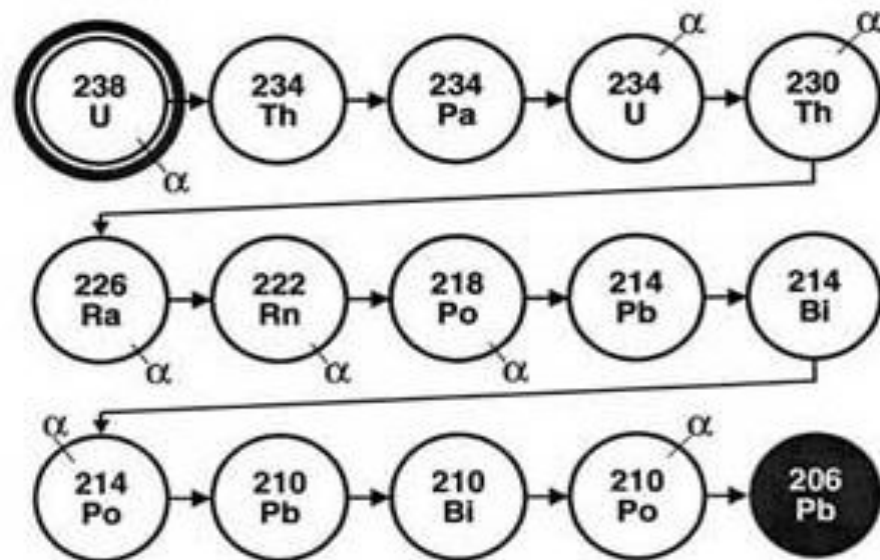 α α
238 234 234 234 230
U Th Pa U Th
α
226 222 218 214 214
Ra Rn Po Pb Bi
α α α
α α
214 210 210 210 206
Po Pb Bi Po Pb